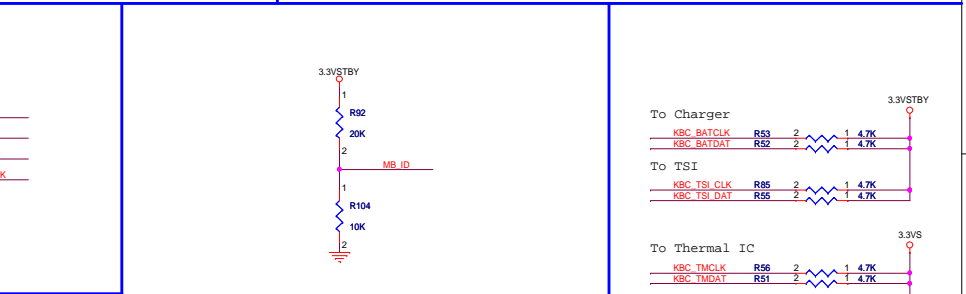 K
3.3VSTBY
1
R92
20K
2
MB_ID
1
R104
10K
2
3.3VSTBY
To Charger
KBC_BATCLK R53 2 1 4.7K
KBC_BATDAT R52 2 1 4.7K
To TSI
KBC_TSI_CLK R85 2 1 4.7K
KBC_TSI_DAT R55 2 1 4.7K
3.3VS
To Thermal IC
KBC_TMCLK R56 2 1 4.7K
KBC_TMDAT R51 2 1 4.7K